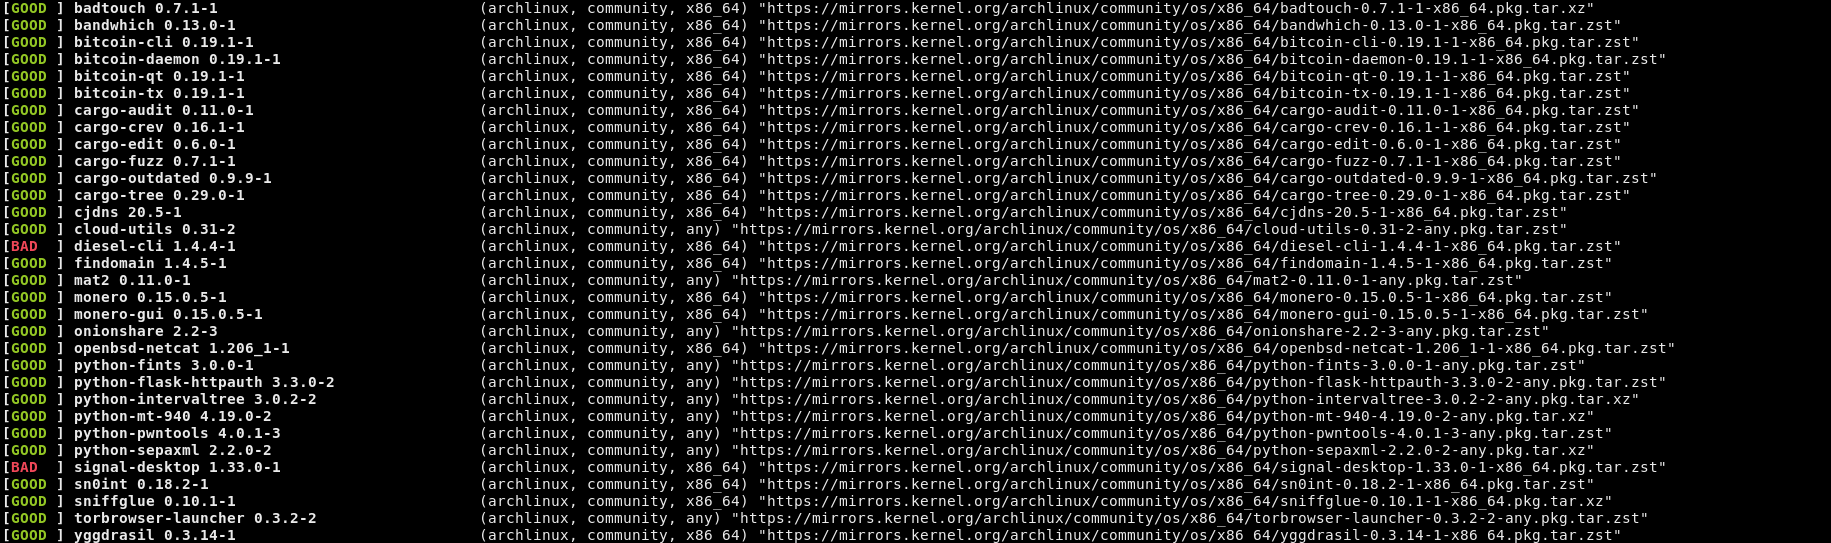 [GOOD ] badtouch 0.7.1-1 (archlinux, community, x86_64) "https://mirrors.kernel.org/archlinux/community/os/x86_64/badtouch-0.7.1-1-x86_64.pkg.tar.xz"
[GOOD ] bandwhich 0.13.0-1 (archlinux, community, x86_64) "https://mirrors.kernel.org/archlinux/community/os/x86_64/bandwhich-0.13.0-1-x86_64.pkg.tar.zst"
[GOOD ] bitcoin-cli 0.19.1-1 (archlinux, community, x86_64) "https://mirrors.kernel.org/archlinux/community/os/x86_64/bitcoin-cli-0.19.1-1-x86_64.pkg.tar.zst"
[GOOD ] bitcoin-daemon 0.19.1-1 (archlinux, community, x86_64) "https://mirrors.kernel.org/archlinux/community/os/x86_64/bitcoin-daemon-0.19.1-1-x86_64.pkg.tar.zst"
[GOOD ] bitcoin-qt 0.19.1-1 (archlinux, community, x86_64) "https://mirrors.kernel.org/archlinux/community/os/x86_64/bitcoin-qt-0.19.1-1-x86_64.pkg.tar.zst"
[GOOD ] bitcoin-tx 0.19.1-1 (archlinux, community, x86_64) "https://mirrors.kernel.org/archlinux/community/os/x86_64/bitcoin-tx-0.19.1-1-x86_64.pkg.tar.zst"
[GOOD ] cargo-audit 0.11.0-1 (archlinux, community, x86_64) "https://mirrors.kernel.org/archlinux/community/os/x86_64/cargo-audit-0.11.0-1-x86_64.pkg.tar.zst"
[GOOD ] cargo-crev 0.16.1-1 (archlinux, community, x86_64) "https://mirrors.kernel.org/archlinux/community/os/x86_64/cargo-crev-0.16.1-1-x86_64.pkg.tar.zst"
[GOOD ] cargo-edit 0.6.0-1 (archlinux, community, x86_64) "https://mirrors.kernel.org/archlinux/community/os/x86_64/cargo-edit-0.6.0-1-x86_64.pkg.tar.zst"
[GOOD ] cargo-fuzz 0.7.1-1 (archlinux, community, x86_64) "https://mirrors.kernel.org/archlinux/community/os/x86_64/cargo-fuzz-0.7.1-1-x86_64.pkg.tar.zst"
[GOOD ] cargo-outdated 0.9.9-1 (archlinux, community, x86_64) "https://mirrors.kernel.org/archlinux/community/os/x86_64/cargo-outdated-0.9.9-1-x86_64.pkg.tar.zst"
[GOOD ] cargo-tree 0.29.0-1 (archlinux, community, x86_64) "https://mirrors.kernel.org/archlinux/community/os/x86_64/cargo-tree-0.29.0-1-x86_64.pkg.tar.zst"
[GOOD ] cjdns 20.5-1 (archlinux, community, x86_64) "https://mirrors.kernel.org/archlinux/community/os/x86_64/cjdns-20.5-1-x86_64.pkg.tar.zst"
[GOOD ] cloud-utils 0.31-2 (archlinux, community, any) "https://mirrors.kernel.org/archlinux/community/os/x86_64/cloud-utils-0.31-2-any.pkg.tar.zst"
[BAD  ] diesel-cli 1.4.4-1 (archlinux, community, x86_64) "https://mirrors.kernel.org/archlinux/community/os/x86_64/diesel-cli-1.4.4-1-x86_64.pkg.tar.zst"
[GOOD ] findomain 1.4.5-1 (archlinux, community, x86_64) "https://mirrors.kernel.org/archlinux/community/os/x86_64/findomain-1.4.5-1-x86_64.pkg.tar.zst"
[GOOD ] mat2 0.11.0-1 (archlinux, community, any) "https://mirrors.kernel.org/archlinux/community/os/x86_64/mat2-0.11.0-1-any.pkg.tar.zst"
[GOOD ] monero 0.15.0.5-1 (archlinux, community, x86_64) "https://mirrors.kernel.org/archlinux/community/os/x86_64/monero-0.15.0.5-1-x86_64.pkg.tar.zst"
[GOOD ] monero-gui 0.15.0.5-1 (archlinux, community, x86_64) "https://mirrors.kernel.org/archlinux/community/os/x86_64/monero-gui-0.15.0.5-1-x86_64.pkg.tar.zst"
[GOOD ] onionshare 2.2-3 (archlinux, community, any) "https://mirrors.kernel.org/archlinux/community/os/x86_64/onionshare-2.2-3-any.pkg.tar.zst"
[GOOD ] openbsd-netcat 1.206_1-1 (archlinux, community, x86_64) "https://mirrors.kernel.org/archlinux/community/os/x86_64/openbsd-netcat-1.206_1-1-x86_64.pkg.tar.zst"
[GOOD ] python-fints 3.0.0-1 (archlinux, community, any) "https://mirrors.kernel.org/archlinux/community/os/x86_64/python-fints-3.0.0-1-any.pkg.tar.zst"
[GOOD ] python-flask-httpauth 3.3.0-2 (archlinux, community, any) "https://mirrors.kernel.org/archlinux/community/os/x86_64/python-flask-httpauth-3.3.0-2-any.pkg.tar.zst"
[GOOD ] python-intervaltree 3.0.2-2 (archlinux, community, any) "https://mirrors.kernel.org/archlinux/community/os/x86_64/python-intervaltree-3.0.2-2-any.pkg.tar.xz"
[GOOD ] python-mt-940 4.19.0-2 (archlinux, community, any) "https://mirrors.kernel.org/archlinux/community/os/x86_64/python-mt-940-4.19.0-2-any.pkg.tar.xz"
[GOOD ] python-pwntools 4.0.1-3 (archlinux, community, any) "https://mirrors.kernel.org/archlinux/community/os/x86_64/python-pwntools-4.0.1-3-any.pkg.tar.zst"
[GOOD ] python-sepaxml 2.2.0-2 (archlinux, community, any) "https://mirrors.kernel.org/archlinux/community/os/x86_64/python-sepaxml-2.2.0-2-any.pkg.tar.xz"
[BAD  ] signal-desktop 1.33.0-1 (archlinux, community, x86_64) "https://mirrors.kernel.org/archlinux/community/os/x86_64/signal-desktop-1.33.0-1-x86_64.pkg.tar.zst"
[GOOD ] sn0int 0.18.2-1 (archlinux, community, x86_64) "https://mirrors.kernel.org/archlinux/community/os/x86_64/sn0int-0.18.2-1-x86_64.pkg.tar.zst"
[GOOD ] sniffglue 0.10.1-1 (archlinux, community, x86_64) "https://mirrors.kernel.org/archlinux/community/os/x86_64/sniffglue-0.10.1-1-x86_64.pkg.tar.xz"
[GOOD ] torbrowser-launcher 0.3.2-2 (archlinux, community, any) "https://mirrors.kernel.org/archlinux/community/os/x86_64/torbrowser-launcher-0.3.2-2-any.pkg.tar.zst"
[GOOD ] yggdrasil 0.3.14-1 (archlinux, community, x86_64) "https://mirrors.kernel.org/archlinux/community/os/x86_64/yggdrasil-0.3.14-1-x86_64.pkg.tar.zst"